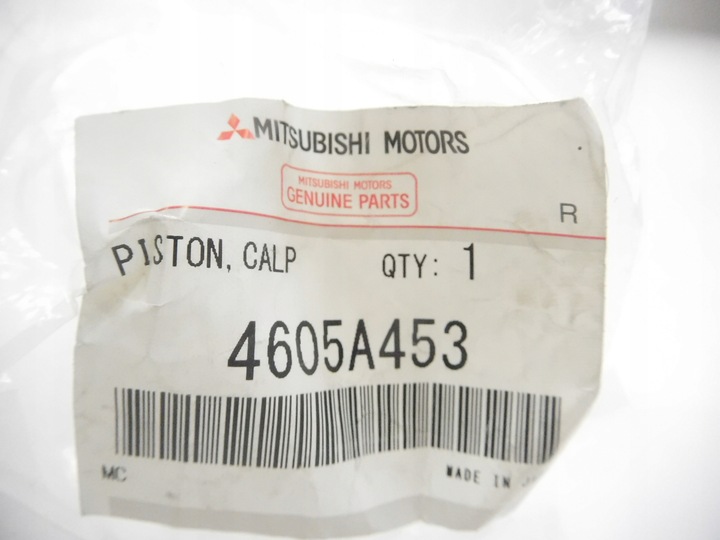 MITSUBISHI MOTORS
MITSUBISHI MOTORS
GENUINE PARTS
R
PISTON, CALP QTY: 1
4605A453
MC MADE IN